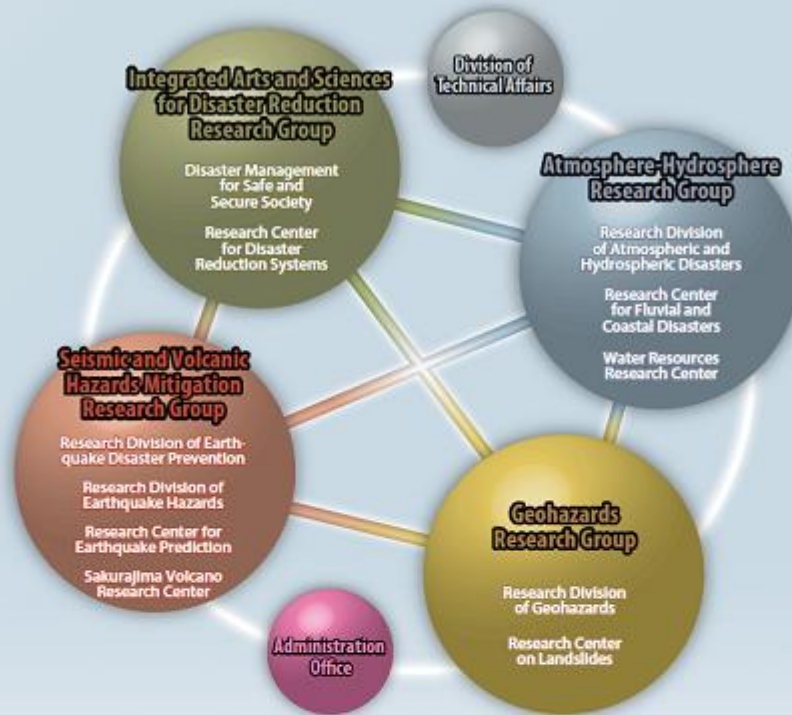 Integrated Arts and Sciences
for Disaster Reduction
Research Group
Disaster Management
for Safe and
Secure Society
Research Center
for Disaster
Reduction Systems
Division of
Technical Affairs
Atmosphere-Hydrosphere
Research Group
Research Division
of Atmospheric and
Hydrospheric Disasters
Research Center
for Fluvial and
Coastal Disasters
Water Resources
Research Center
Seismic and Volcanic
Hazards Mitigation
Research Group
Research Division of Earth-
quake Disaster Prevention
Research Division of
Earthquake Hazards
Research Center for
Earthquake Prediction
Sakurajima Volcano
Research Center
Geohazards
Research Group
Research Division
of Geohazards
Research Center
on Landslides
Administration
Office